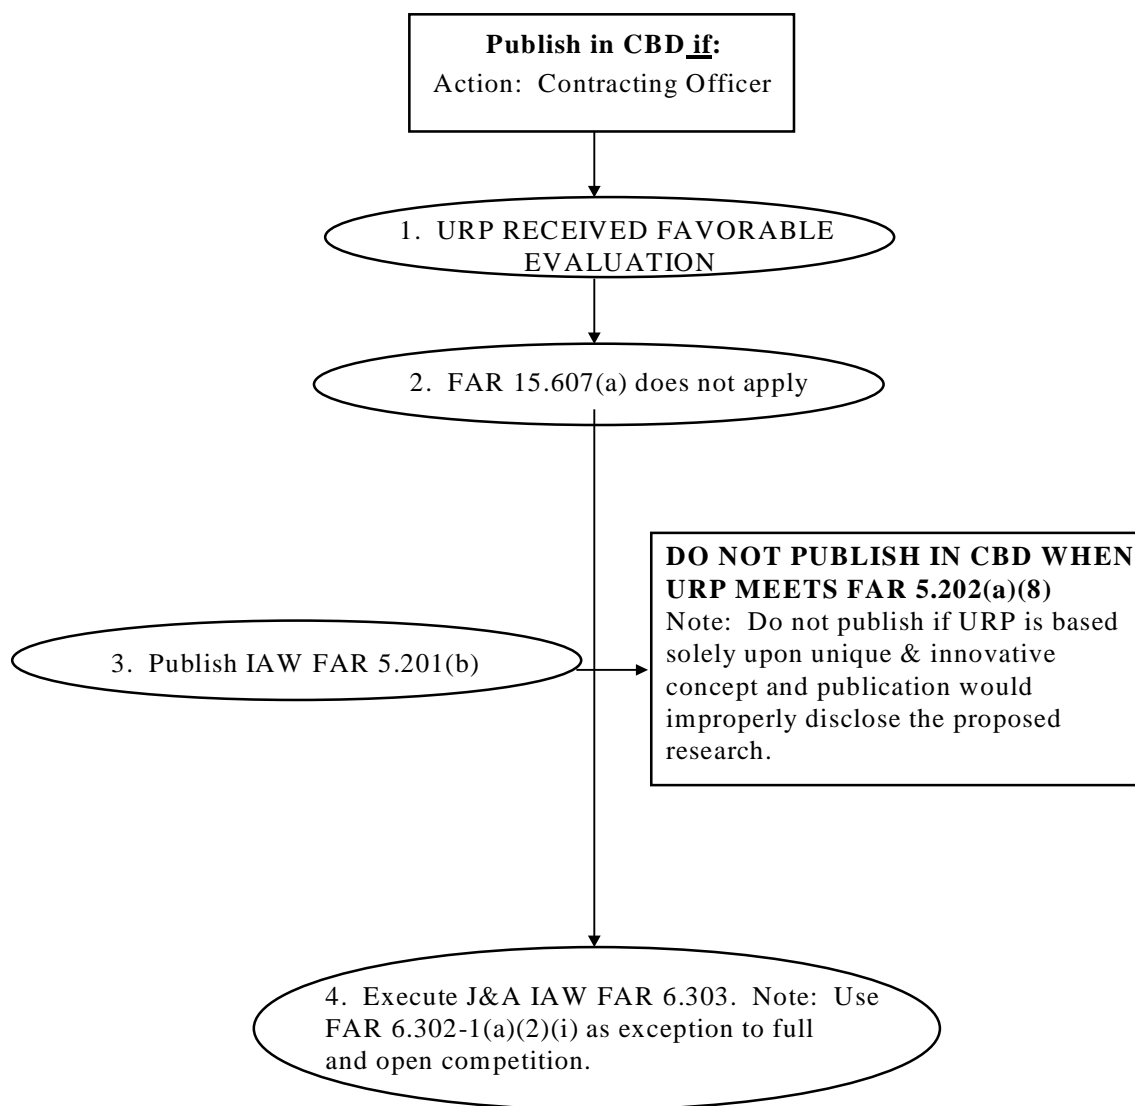 Publish in CBD if:
Action: Contracting Officer
1. URP RECEIVED FAVORABLE
EVALUATION
2. FAR 15.607(a) does not apply
3. Publish IAW FAR 5.201(b)
DO NOT PUBLISH IN CBD WHEN
URP MEETS FAR 5.202(a)(8)
Note: Do not publish if URP is based
solely upon unique & innovative
concept and publication would
improperly disclose the proposed
research.
4. Execute J&A IAW FAR 6.303. Note: Use
FAR 6.302-1(a)(2)(i) as exception to full
and open competition.